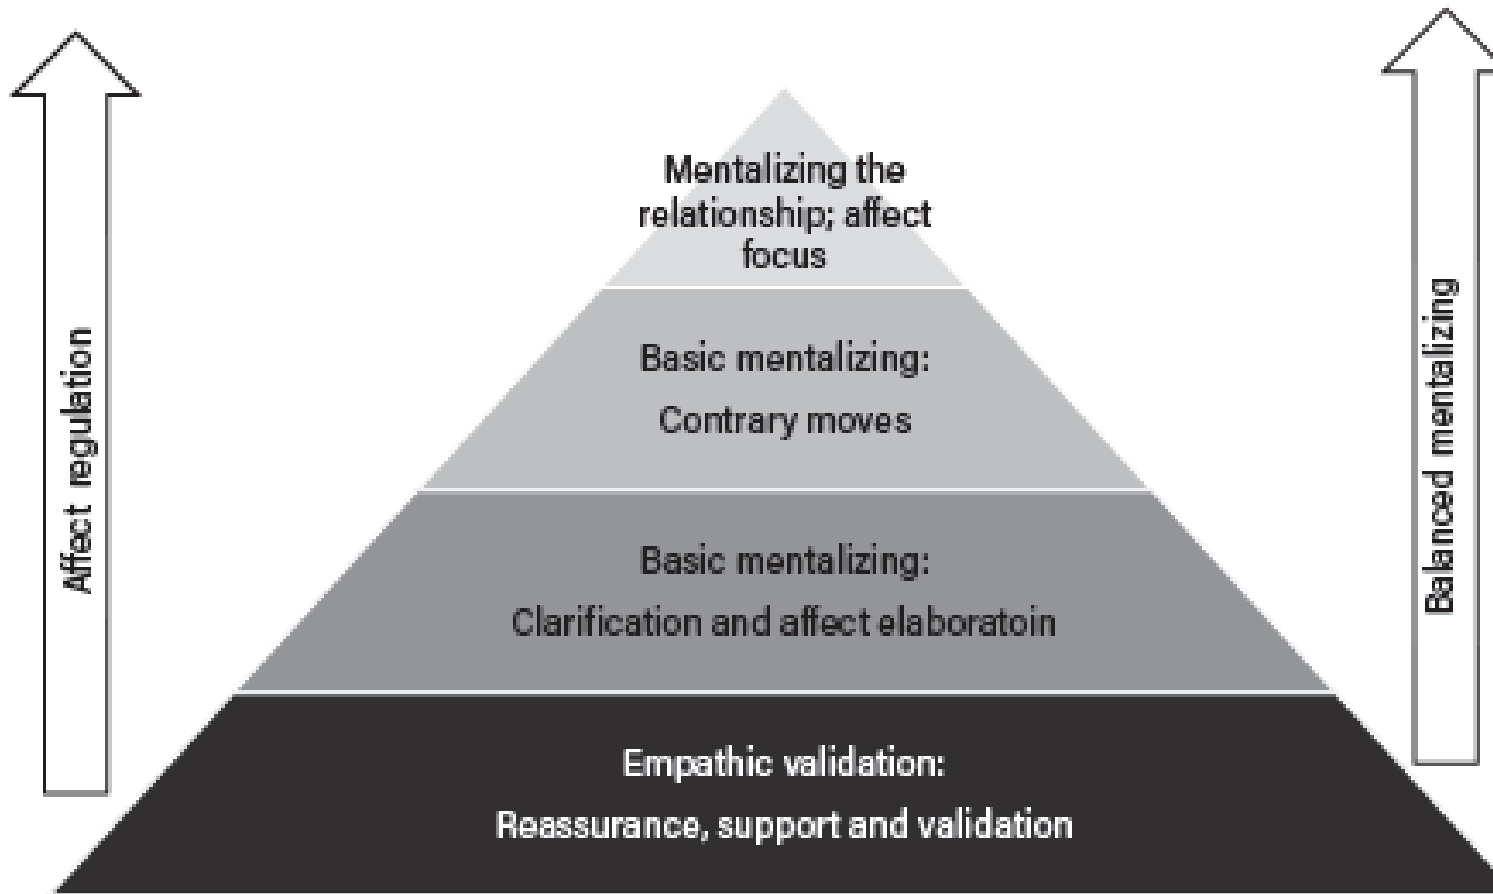 Mentalizing the
relationship; affect
focus
Basic mentalizing:
Contrary moves
Basic mentalizing:
Clarification and affect elaboratoin
Empathic validation:
Reassurance, support and validation
Affect regulation
Balanced mentalizing